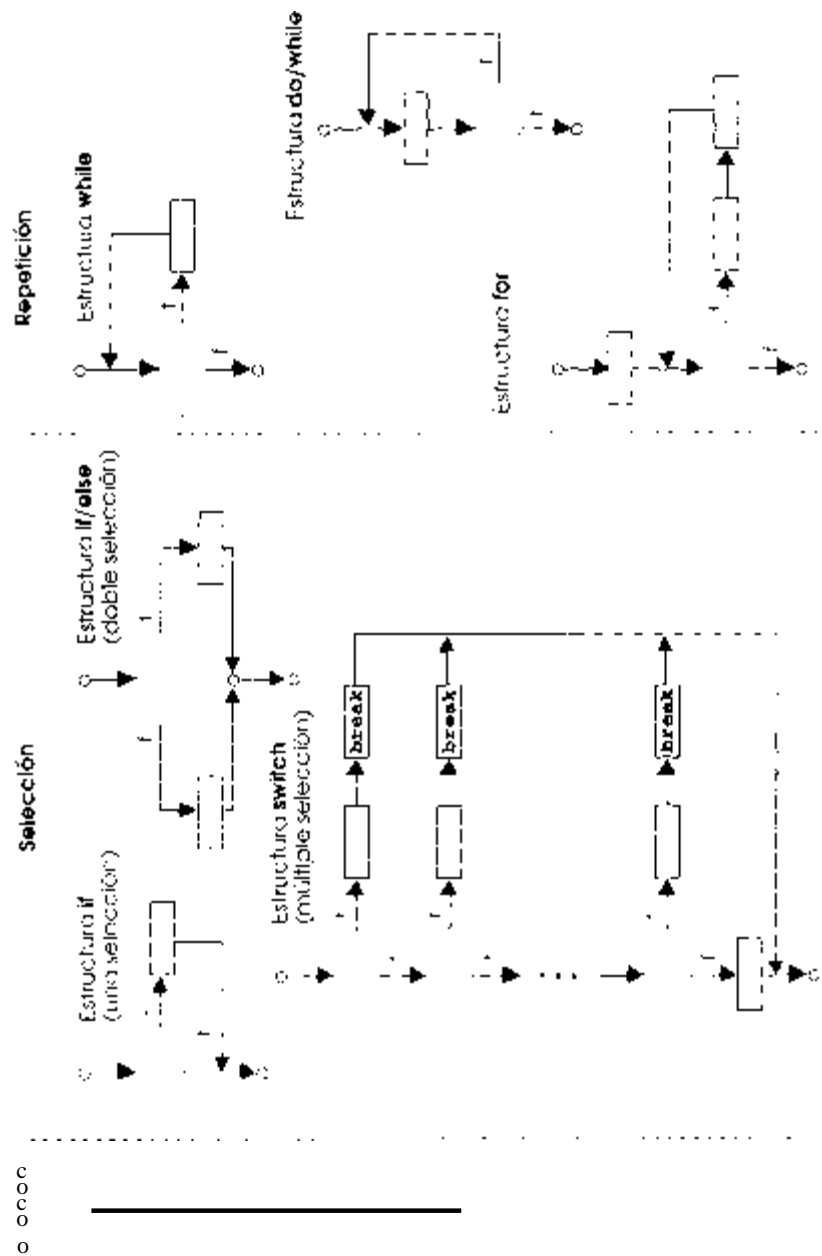 Selección
Estructura if
(una selección)
Estructura if/else
(doble selección)
f
t
Estructura switch
(múltiple selección)
break
break
break
Repetición
Estructura while
t
f
Estructura do/while
Estructura for
c
o
c
o
o